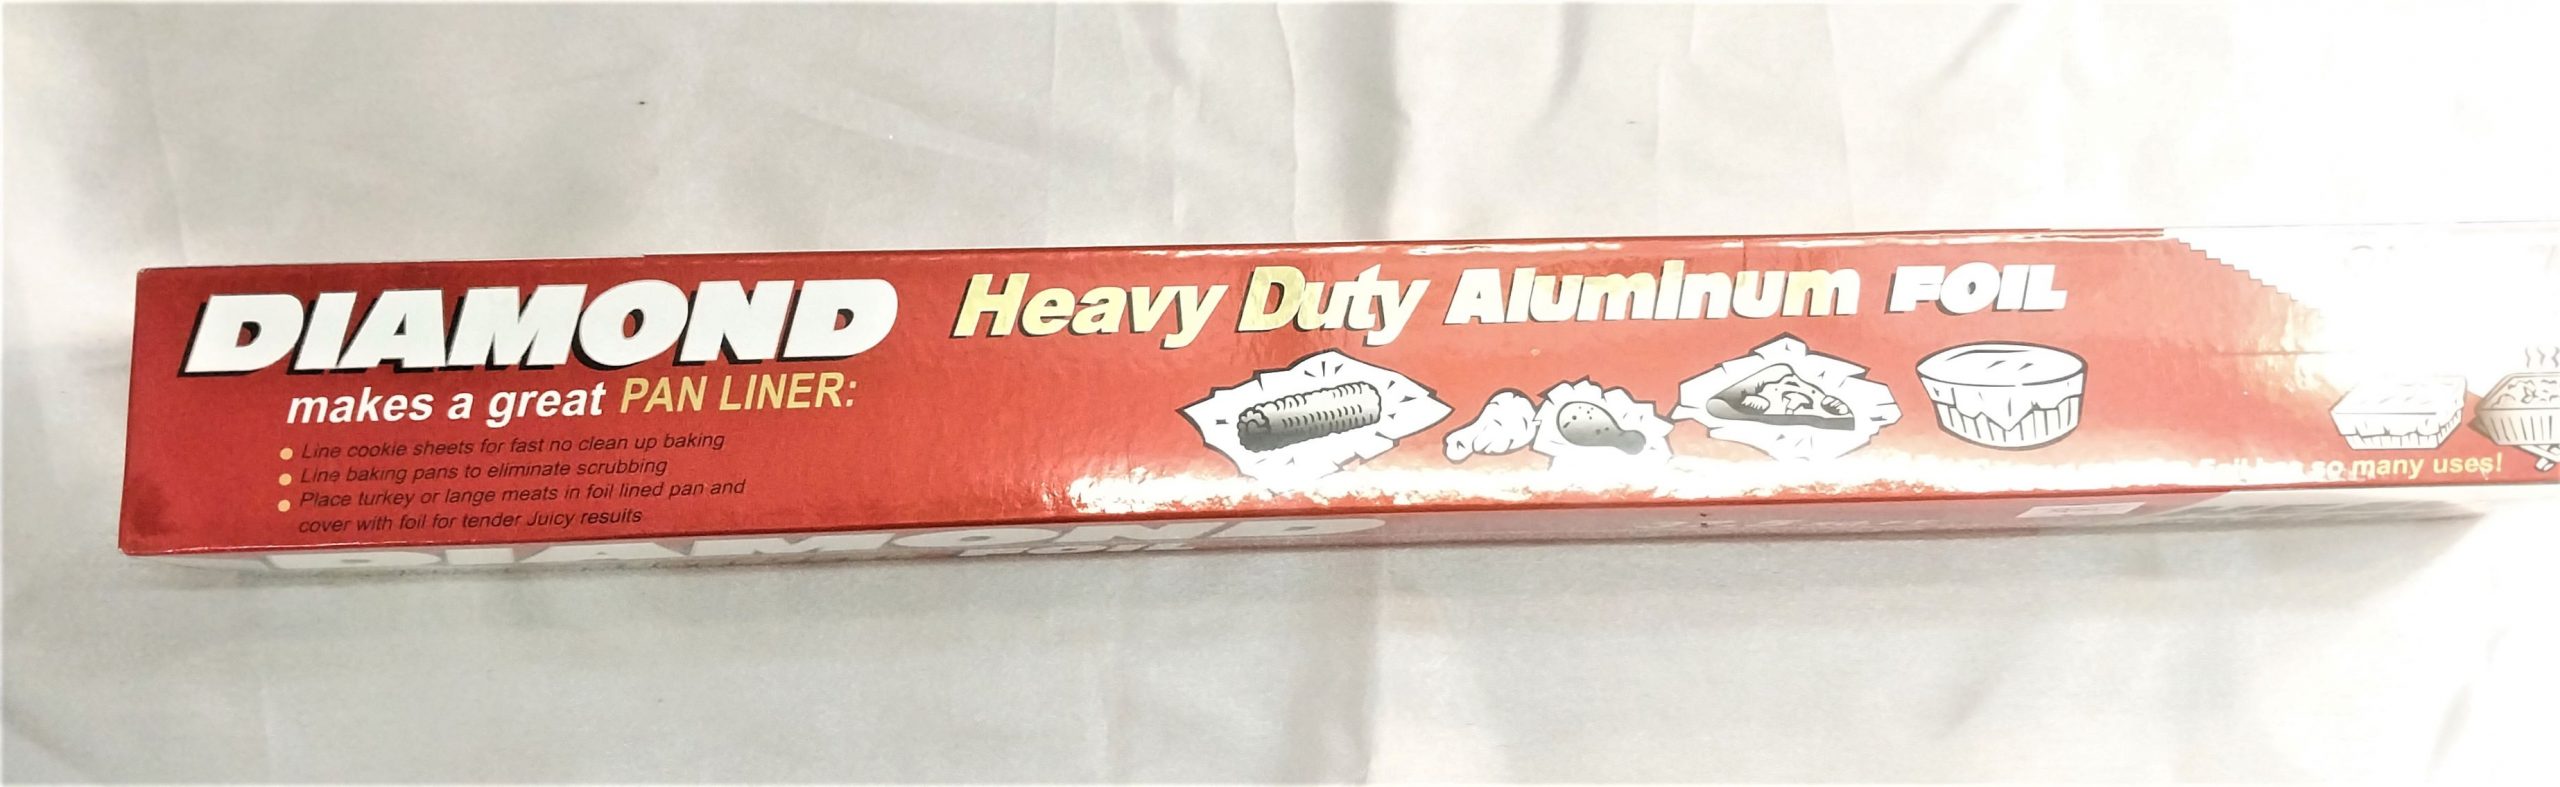 DIAMOND Heavy Duty Aluminum FOIL
makes a great PAN LINER:
Line cookie sheets for fast no clean up baking
Line baking pans to eliminate scrubbing
Place turkey or lange meats in foil lined pan and
cover with foil for tender Juicy resuits
so many uses!
DIAMOND
FOIL